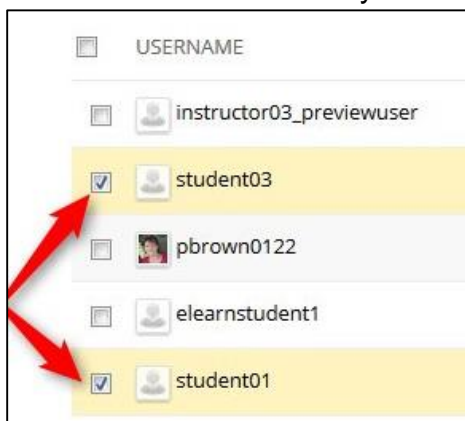 USERNAME
instructor03_previewuser
student03
pbrown0122
elearnstudent1
student01